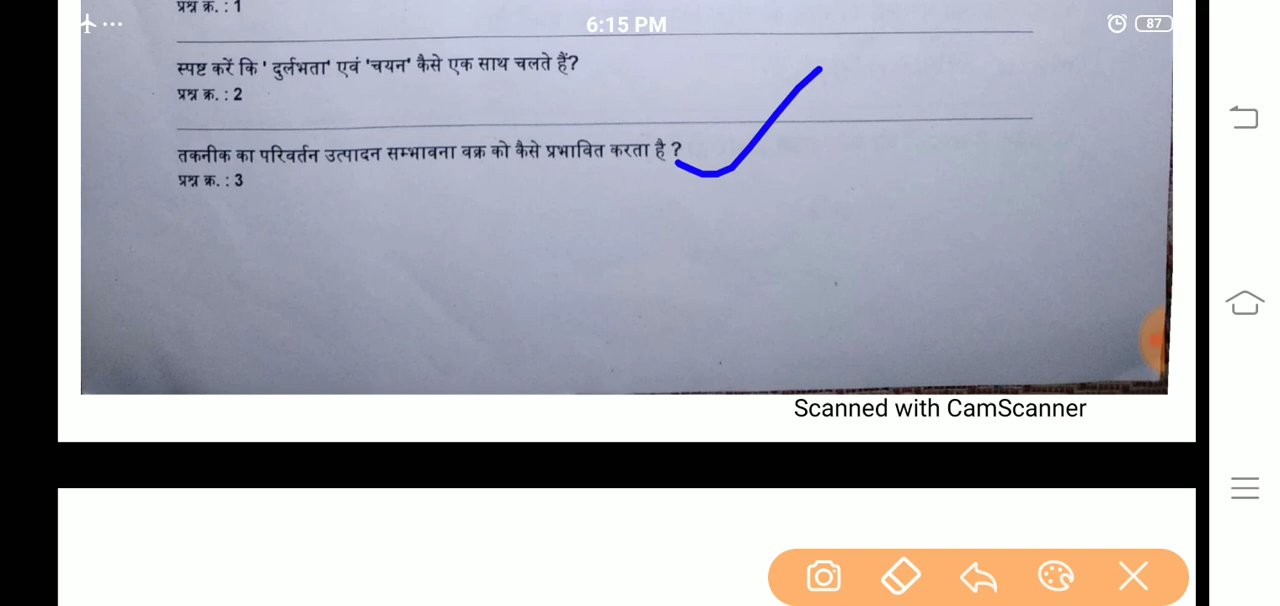 प्रश्न क्र. : 1
6:15 PM
87
स्पष्ट करें कि ' दुर्लभता' एवं 'चयन' कैसे एक साथ चलते हैं?
प्रश्न क्र. : 2
तकनीक का परिवर्तन उत्पादन सम्भावना वक्र को कैसे प्रभावित करता है ?
प्रश्न क्र. : 3
Scanned with CamScanner